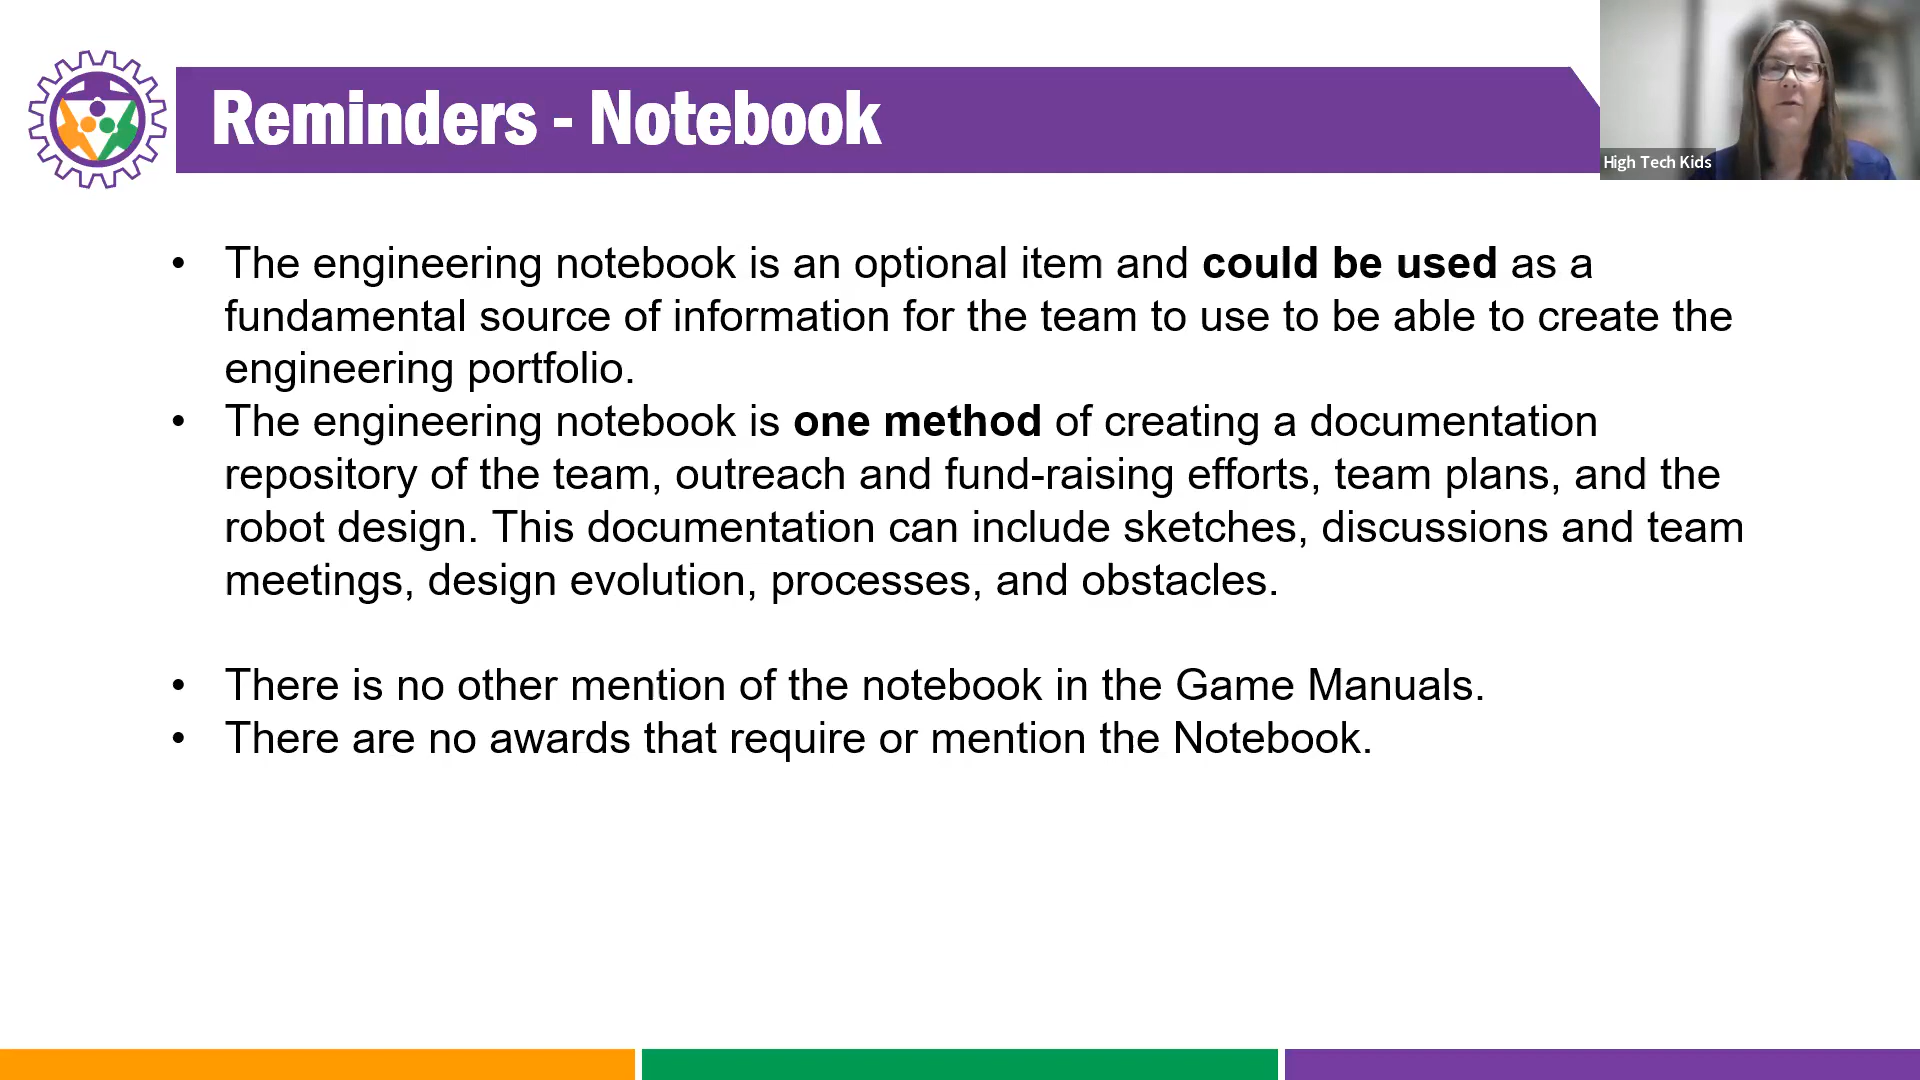 Reminders - Notebook
High Tech Kids
• The engineering notebook is an optional item and could be used as a
fundamental source of information for the team to use to be able to create the
engineering portfolio.
• The engineering notebook is one method of creating a documentation
repository of the team, outreach and fund-raising efforts, team plans, and the
robot design. This documentation can include sketches, discussions and team
meetings, design evolution, processes, and obstacles.
• There is no other mention of the notebook in the Game Manuals.
• There are no awards that require or mention the Notebook.